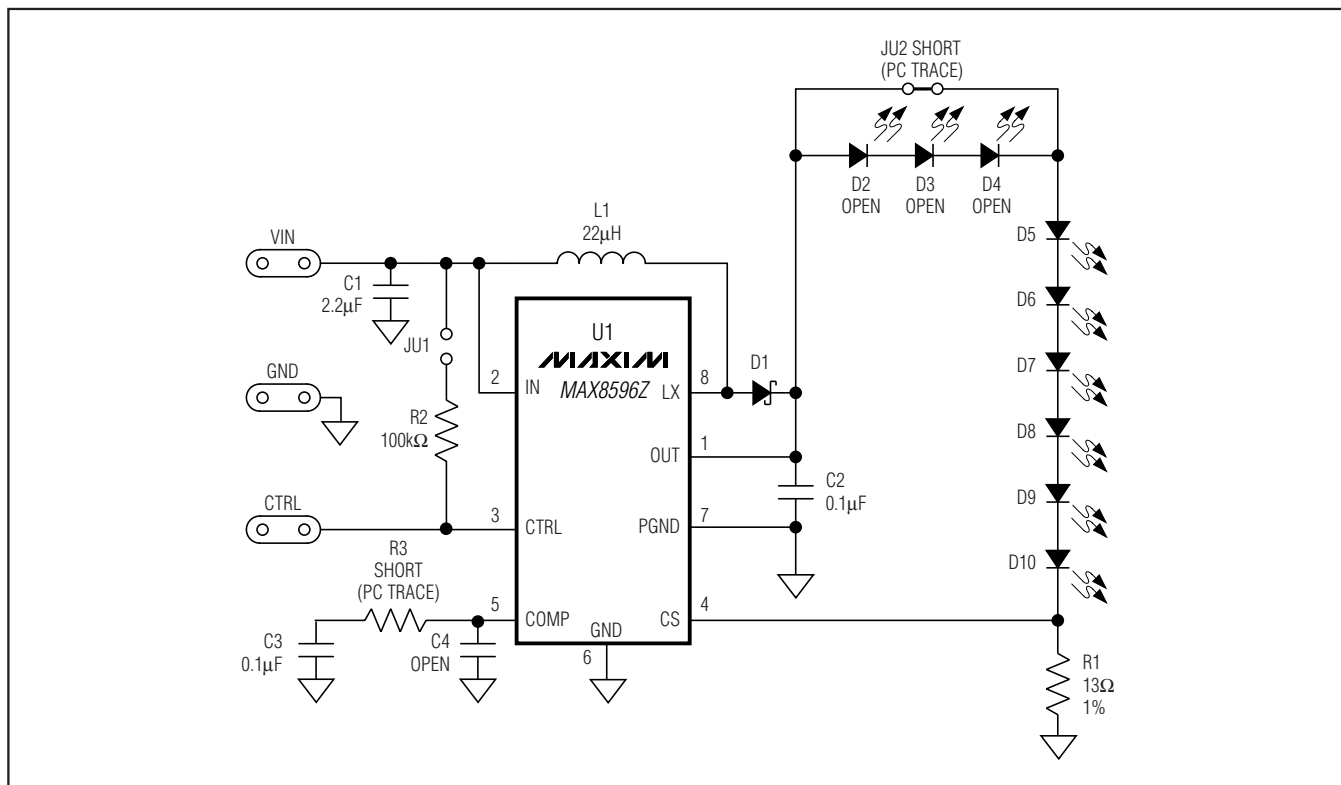 JU2 SHORT
(PC TRACE)
D2
OPEN
D3
OPEN
D4
OPEN
L1
22μH
VIN
C1
2.2μF
JU1
GND
R2
100kΩ
CTRL
R3
SHORT
(PC TRACE)
C3
0.1μF
C4
OPEN
U1
MAXIM
MAX8596Z
2
IN
3
CTRL
5
COMP
GND
6
8
LX
1
OUT
7
PGND
4
CS
D1
C2
0.1μF
D5
D6
D7
D8
D9
D10
R1
13Ω
1%